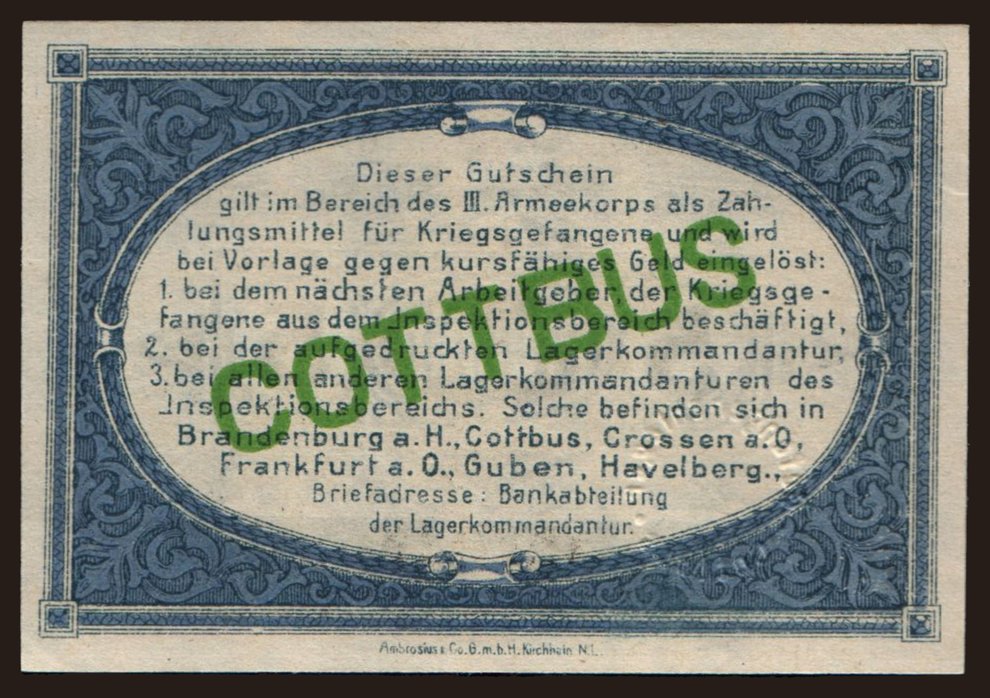 Dieser Gutschein
gilt im Bereich des III. Armeekorps als Zah-
lungsmittel für Kriegsgefangene und wird
bei Vorlage gegen kursfähiges Geld eingelöst:
1. bei dem nächsten Arbeitgeber der Kriegsge-
fangene aus dem Inspektionsbereich beschäftigt,
2. bei der aufgedruckten Lagerkommandantur,
3. bei allen anderen Lagerkommandanturen des
Inspektionsbereichs. Solche befinden sich in
Brandenburg a. H., Cottbus, Crossen a. O,
Frankfurt a. O., Guben, Havelberg.,
Briefadresse: Bankabteilung
der Lagerkommandantur.
COTTBUS
Ambrosius & Co. G.m.b.H. Kirchhain N.L.